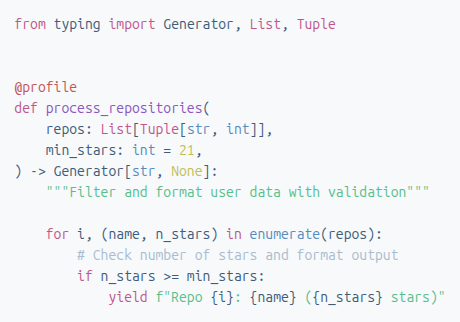 from typing import Generator, List, Tuple
@profile
def process_repositories(
    repos: List[Tuple[str, int]],
    min_stars: int = 21,
) -> Generator[str, None]:
    """Filter and format user data with validation"""
    for i, (name, n_stars) in enumerate(repos):
        # Check number of stars and format output
        if n_stars >= min_stars:
            yield f"Repo {i}: {name} ({n_stars} stars)"